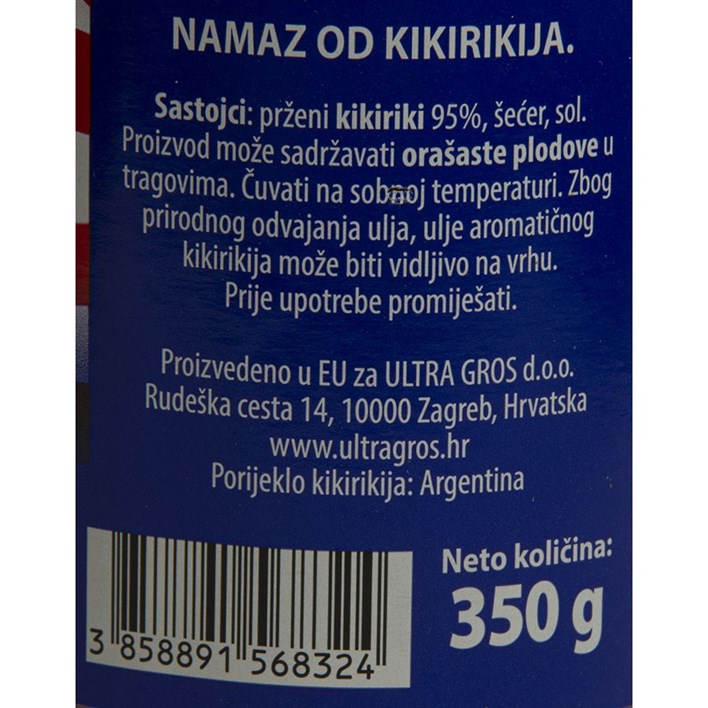 NAMAZ OD KIKIRIKIJA.
Sastojci: prženi kikiriki 95%, šećer, sol.
Proizvod može sadržavati orašaste plodove u
tragovima. Čuvati na sobnoj temperaturi. Zbog
prirodnog odvajanja ulja, ulje aromatičnog
kikirikija može biti vidljivo na vrhu.
Prije upotrebe promiješati.
Proizvedeno u EU za ULTRA GROS d.o.o.
Rudeška cesta 14, 10000 Zagreb, Hrvatska
www.ultragros.hr
Porijeklo kikirikija: Argentina
Neto količina:
350 g
3 858891 568324